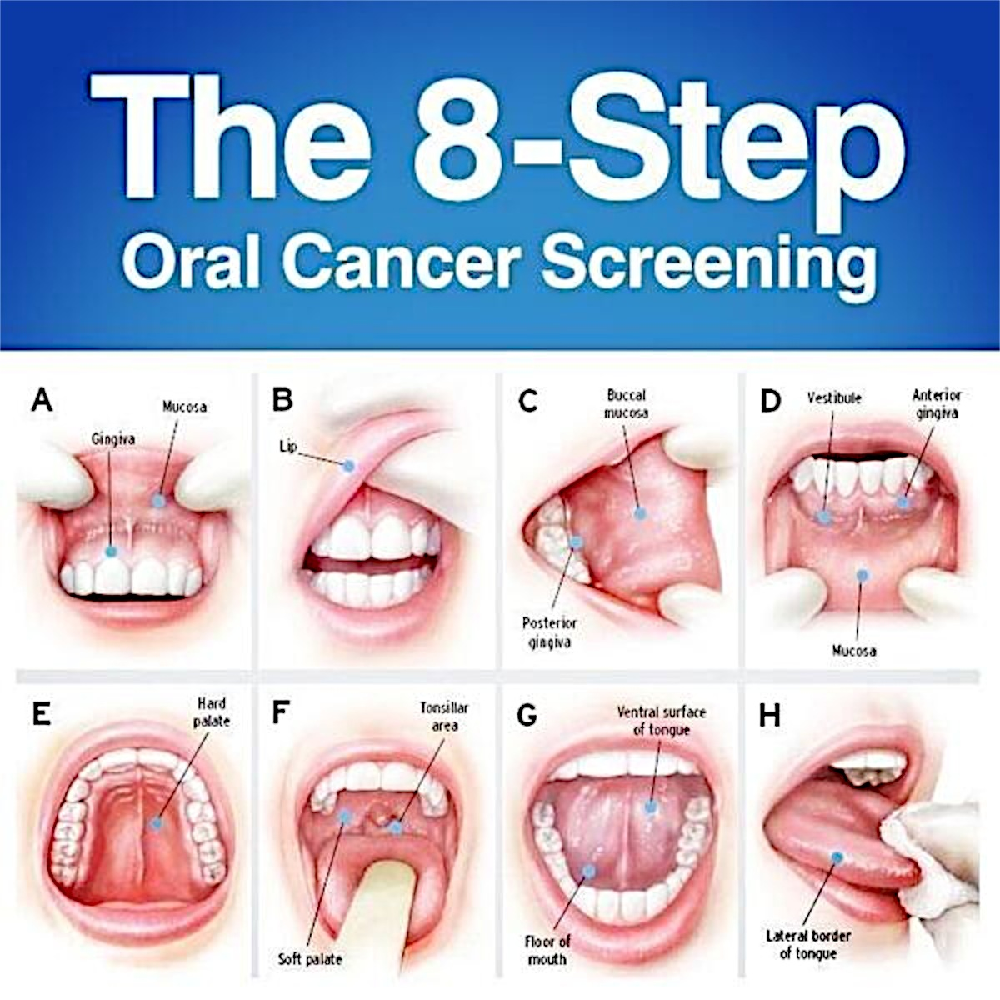 The 8-Step
Oral Cancer Screening
A
Mucosa
Gingiva
B
Lip
C
Buccal
mucosa
Posterior
gingiva
D
Vestibule
Anterior
gingiva
Mucosa
E
Hard
palate
F
Tonsillar
area
Soft palate
G
Ventral surface
of tongue
Floor of
mouth
H
Lateral border
of tongue